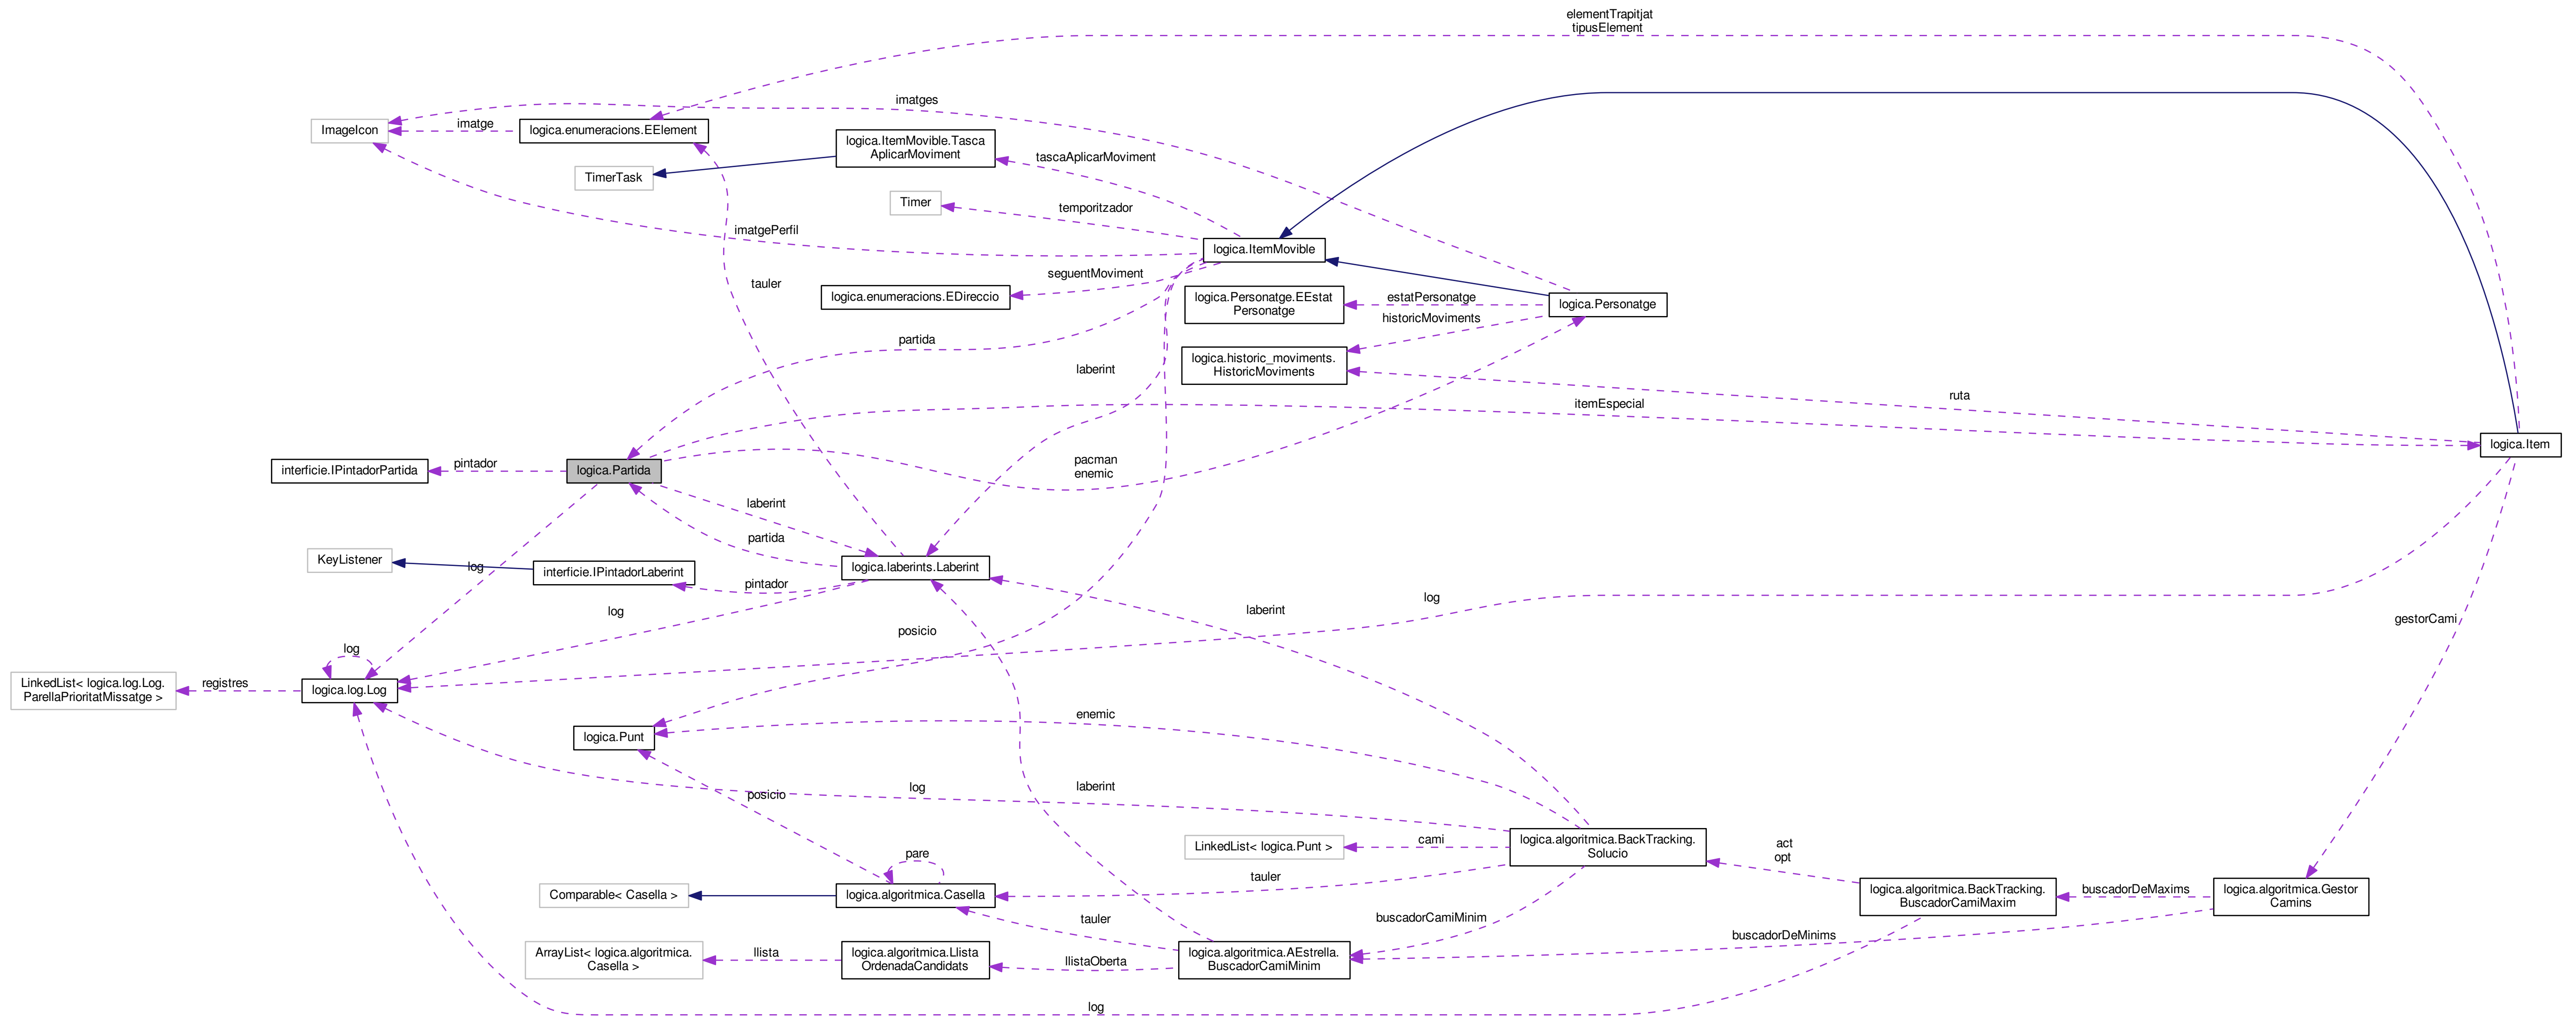 elementTrapitjat
tipusElement
imatges
ImageIcon
imatge
logica.enumeracions.EElement
logica.ItemMovible.Tasca
AplicarMoviment
tascaAplicarMoviment
TimerTask
Timer
temporitzador
imatgePerfil
logica.ItemMovible
tauler
seguentMoviment
logica.enumeracions.EDireccio
logica.Personatge.EEstat
Personatge
estatPersonatge
logica.Personatge
historicMoviments
partida
laberint
logica.historic_moviments.
HistoricMoviments
ruta
itemEspecial
logica.Item
interficie.IPintadorPartida
pintador
logica.Partida
pacman
enemic
laberint
partida
KeyListener
log
interficie.IPintadorLaberint
pintador
logica.laberints.Laberint
log
laberint
log
gestorCami
posicio
log
LinkedList< logica.log.Log.
ParellaPrioritatMissatge >
registres
logica.log.Log
logica.Punt
enemic
posicio
log
laberint
LinkedList< logica.Punt >
cami
logica.algoritmica.BackTracking.
Solucio
act
opt
pare
tauler
Comparable< Casella >
logica.algoritmica.Casella
logica.algoritmica.BackTracking.
BuscadorCamiMaxim
buscadorDeMaxims
logica.algoritmica.Gestor
Camins
tauler
buscadorCamiMinim
buscadorDeMinims
ArrayList< logica.algoritmica.
Casella >
llista
logica.algoritmica.Llista
OrdenadaCandidats
llistaOberta
logica.algoritmica.AEstrella.
BuscadorCamiMinim
log